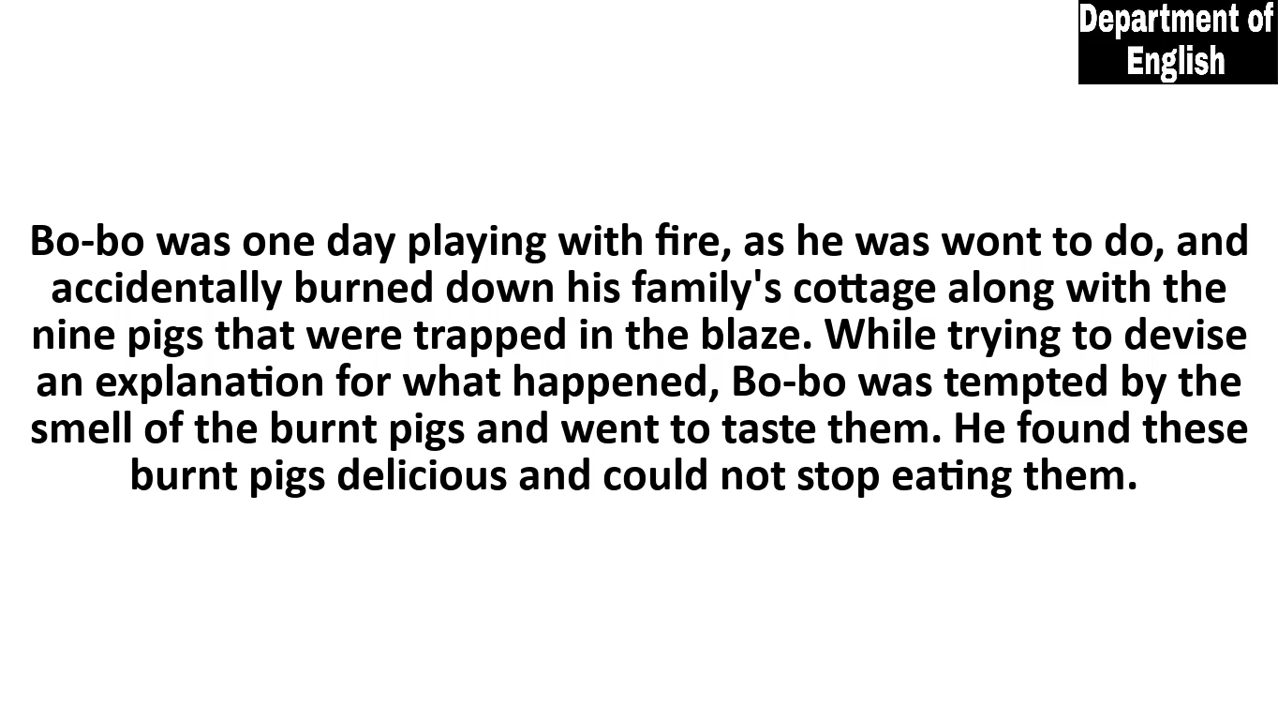 Department of
English
Bo-bo was one day playing with fire, as he was wont to do, and
accidentally burned down his family's cottage along with the
nine pigs that were trapped in the blaze. While trying to devise
an explanation for what happened, Bo-bo was tempted by the
smell of the burnt pigs and went to taste them. He found these
burnt pigs delicious and could not stop eating them.